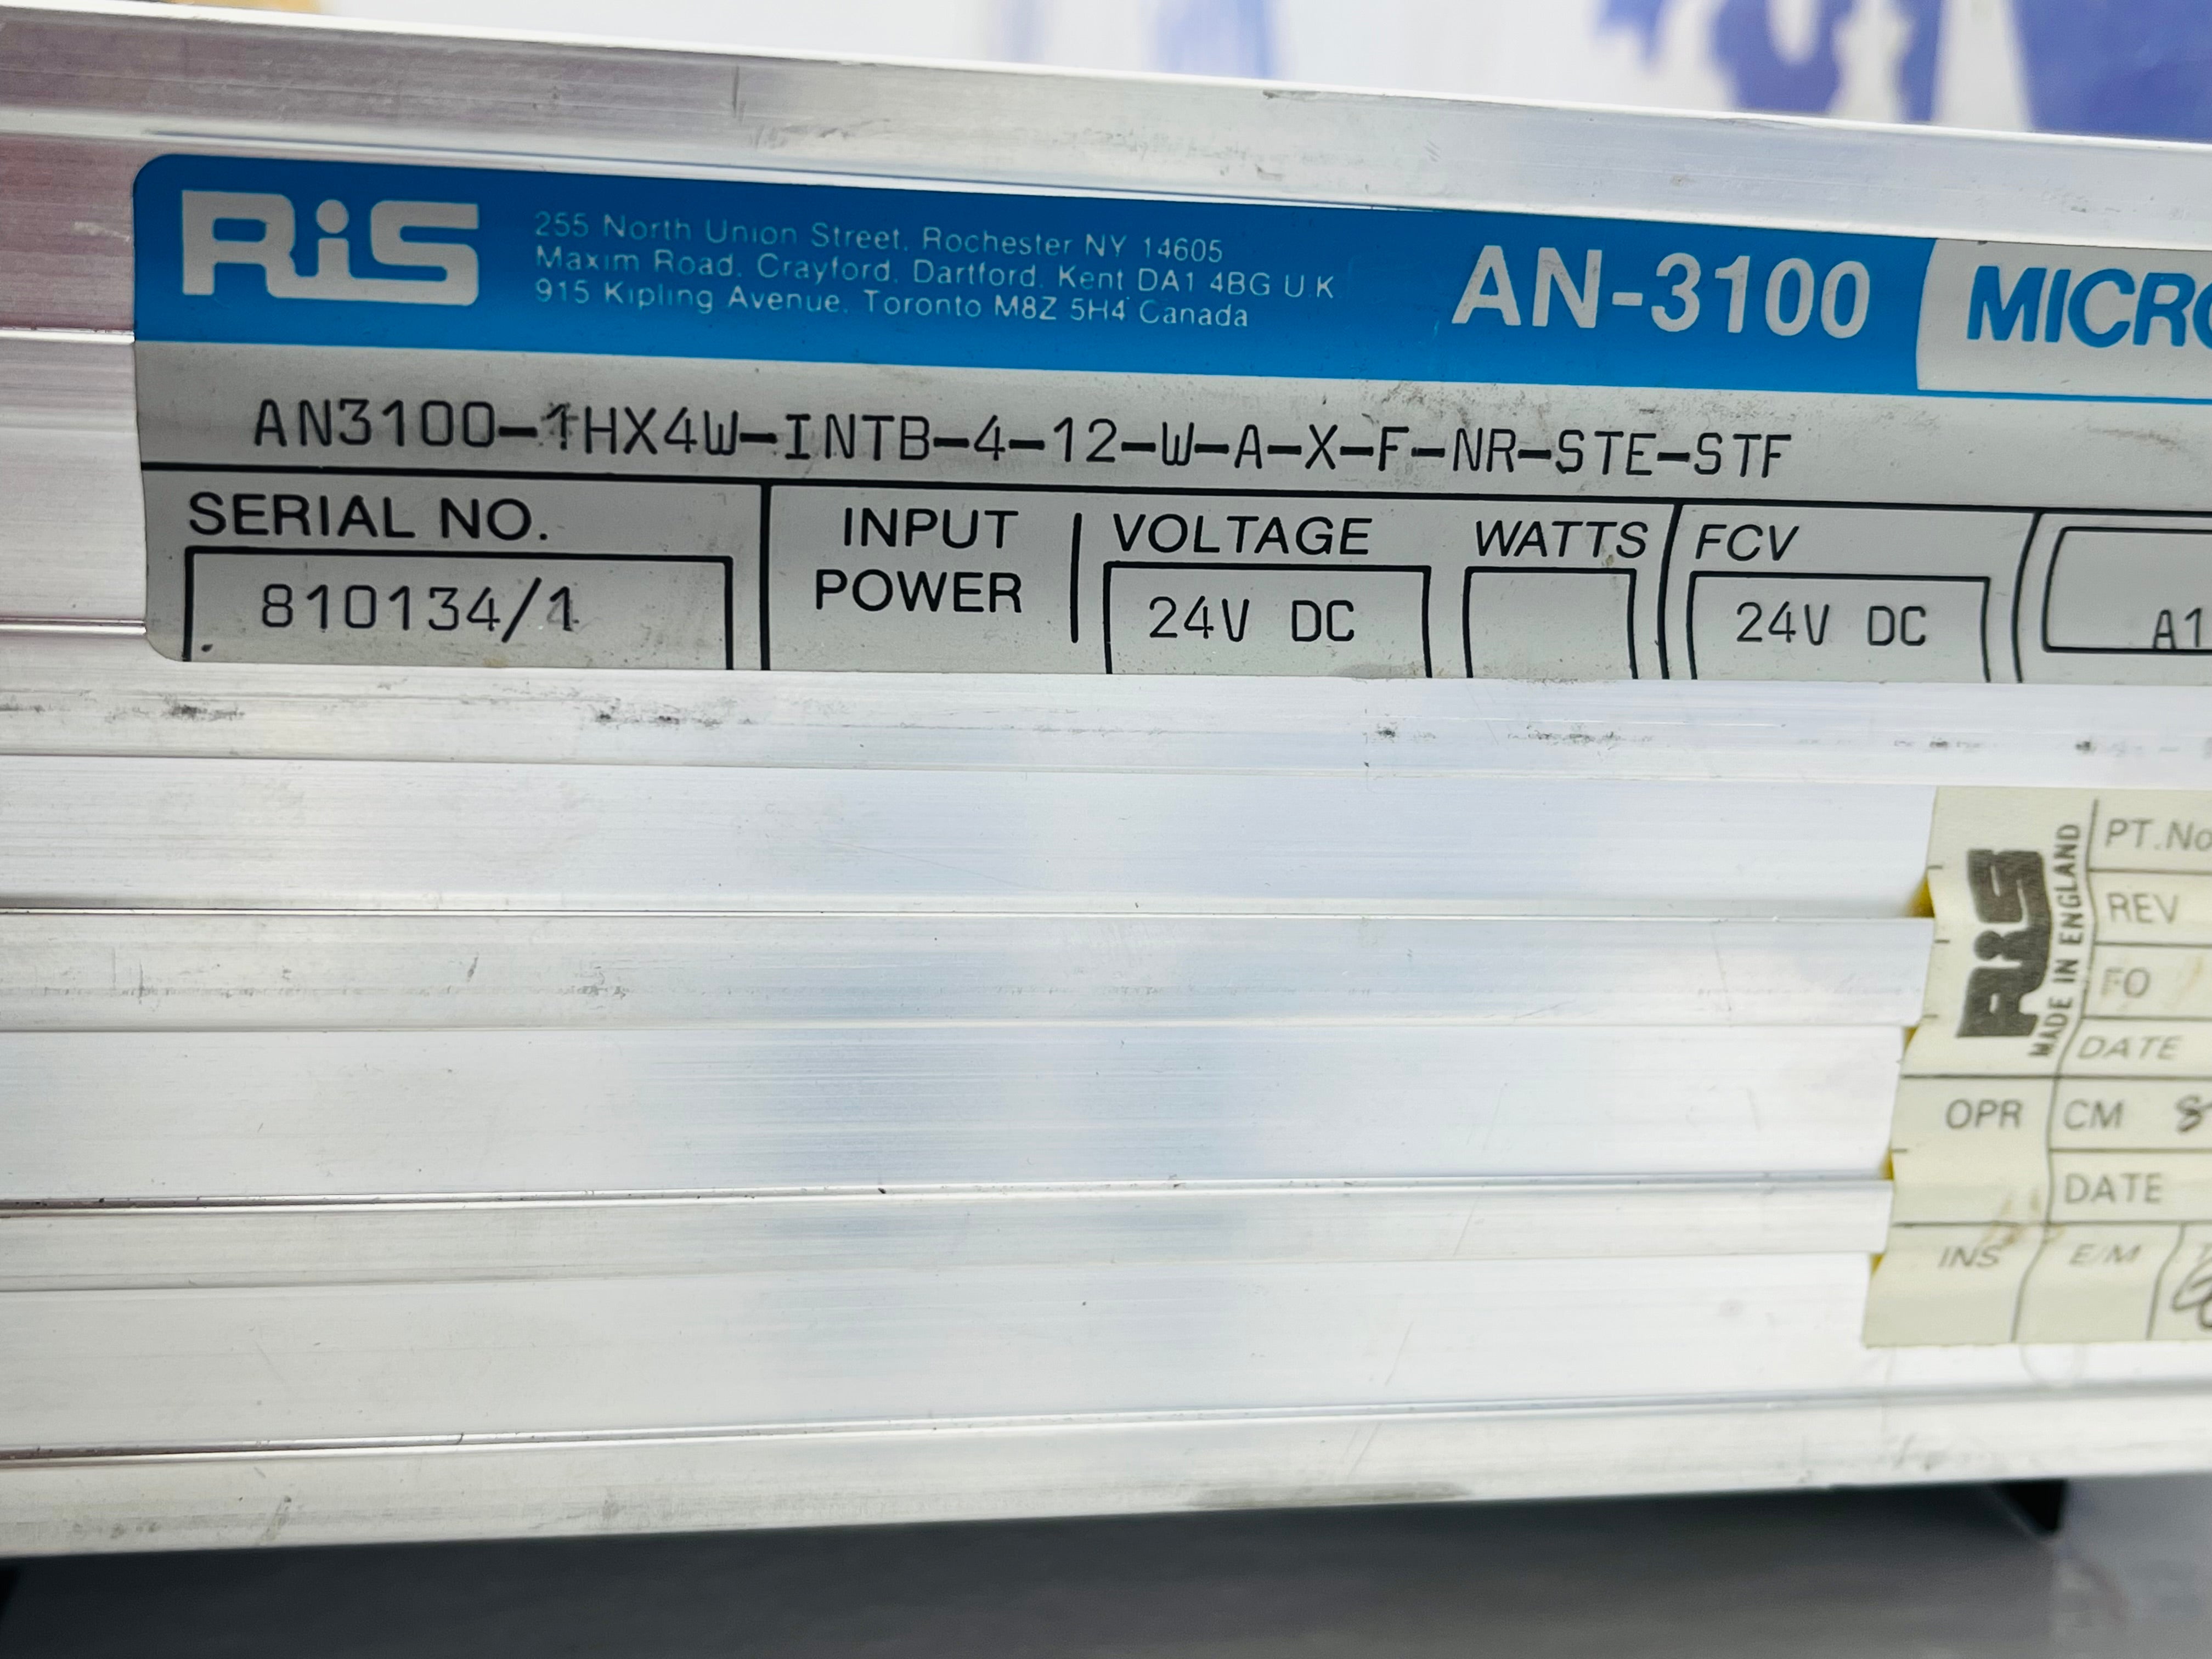 RiS
255 North Union Street, Rochester NY 14605
Maxim Road, Crayford, Dartford, Kent DA1 4BG U.K
915 Kipling Avenue, Toronto M8Z 5H4 Canada
AN-3100
MICRO
AN3100-1HX4W-INTB-4-12-W-A-X-F-NR-STE-STF
SERIAL NO.
810134/1
INPUT
POWER
VOLTAGE
24V DC
WATTS
FCV
24V DC
A1
RiS
MADE IN ENGLAND
PT.No
REV
FO
DATE
OPR
CM 8
DATE
INS
E/M